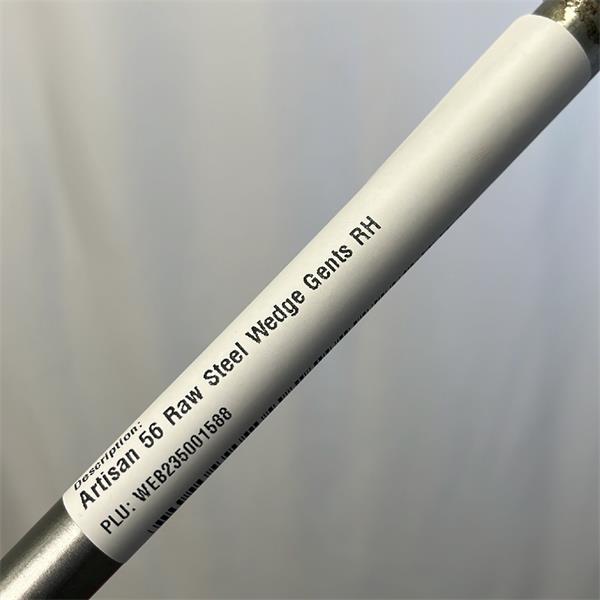 Description:
Artisan 56 Raw Steel Wedge Gents RH
PLU: WEB235001588